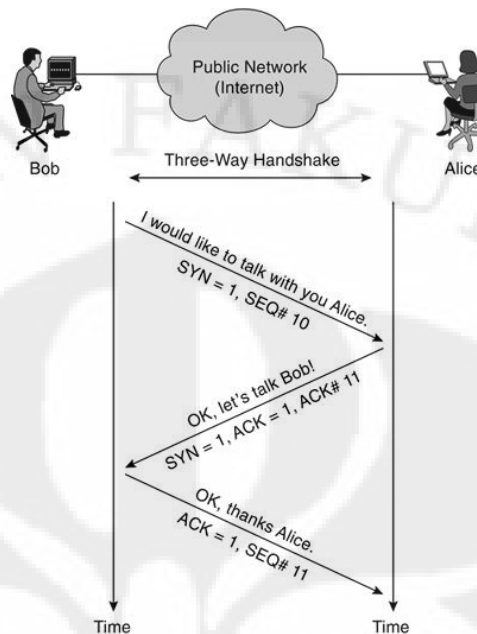 Public Network
(Internet)
Bob
Three-Way Handshake
Alice
I would like to talk with you Alice.
SYN = 1, SEQ# 10
OK, let's talk Bob!
SYN = 1, ACK = 1, ACK# 11
OK, thanks Alice.
ACK = 1, SEQ# 11
Time
Time